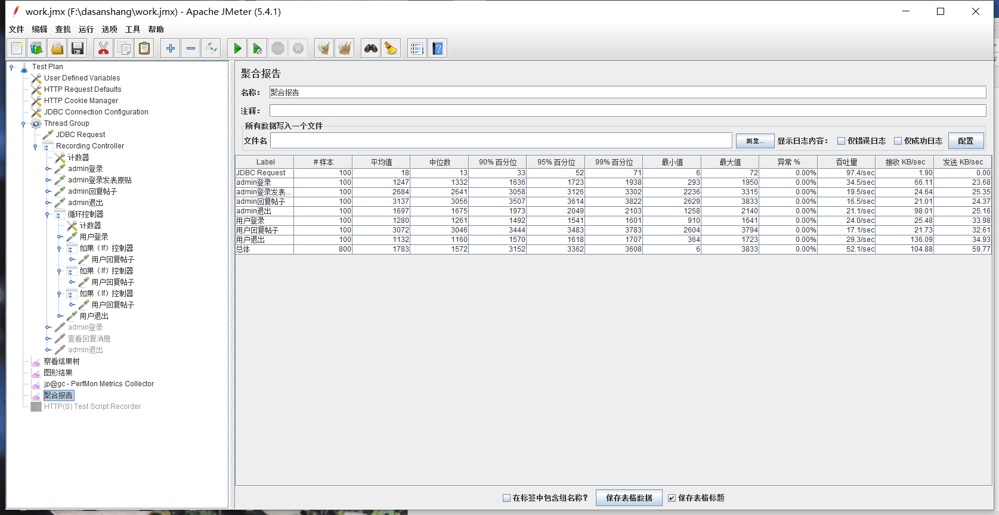 work.jmx (F:\dasanshang\work.jmx) - Apache JMeter (5.4.1)
文件 编辑 查找 运行 选项 工具 帮助
Test Plan
User Defined Variables
HTTP Request Defaults
HTTP Cookie Manager
JDBC Connection Configuration
Thread Group
JDBC Request
Recording Controller
计数器
admin登录
admin登录发表原贴
admin回复帖子
admin退出
循环控制器
计数器
用户登录
如果（If）控制器
用户回复帖子
如果（If）控制器
用户回复帖子
如果（If）控制器
用户回复帖子
用户退出
admin登录
查看回复消息
admin退出
察看结果树
图形结果
jp@gc - PerfMon Metrics Collector
聚合报告
HTTP(S) Test Script Recorder
聚合报告
名称： 聚合报告
注释：
所有数据写入一个文件
文件名 浏览... 显示日志内容： 仅错误日志 仅成功日志 配置
Label # 样本 平均值 中位数 90% 百分位 95% 百分位 99% 百分位 最小值 最大值 异常 % 吞吐量 接收 KB/sec 发送 KB/sec
JDBC Request 100 18 13 33 52 71 6 72 0.00% 97.4/sec 1.90 0.00
admin登录 100 1247 1332 1636 1723 1938 293 1950 0.00% 34.5/sec 66.11 23.68
admin登录发表... 100 2684 2641 3058 3126 3302 2236 3315 0.00% 19.5/sec 24.64 25.35
admin回复帖子 100 3137 3056 3507 3614 3822 2629 3833 0.00% 16.5/sec 21.01 24.37
admin退出 100 1697 1675 1973 2049 2103 1258 2140 0.00% 21.1/sec 98.01 25.16
用户登录 100 1280 1261 1492 1541 1601 910 1641 0.00% 24.0/sec 25.48 33.98
用户回复帖子 100 3072 3046 3444 3483 3783 2604 3794 0.00% 17.1/sec 21.73 32.61
用户退出 100 1132 1160 1570 1618 1707 364 1723 0.00% 29.3/sec 136.09 34.93
总体 800 1783 1572 3152 3362 3608 6 3833 0.00% 52.1/sec 104.88 59.77
在标签中包含组名称？ 保存表格数据 保存表格标题